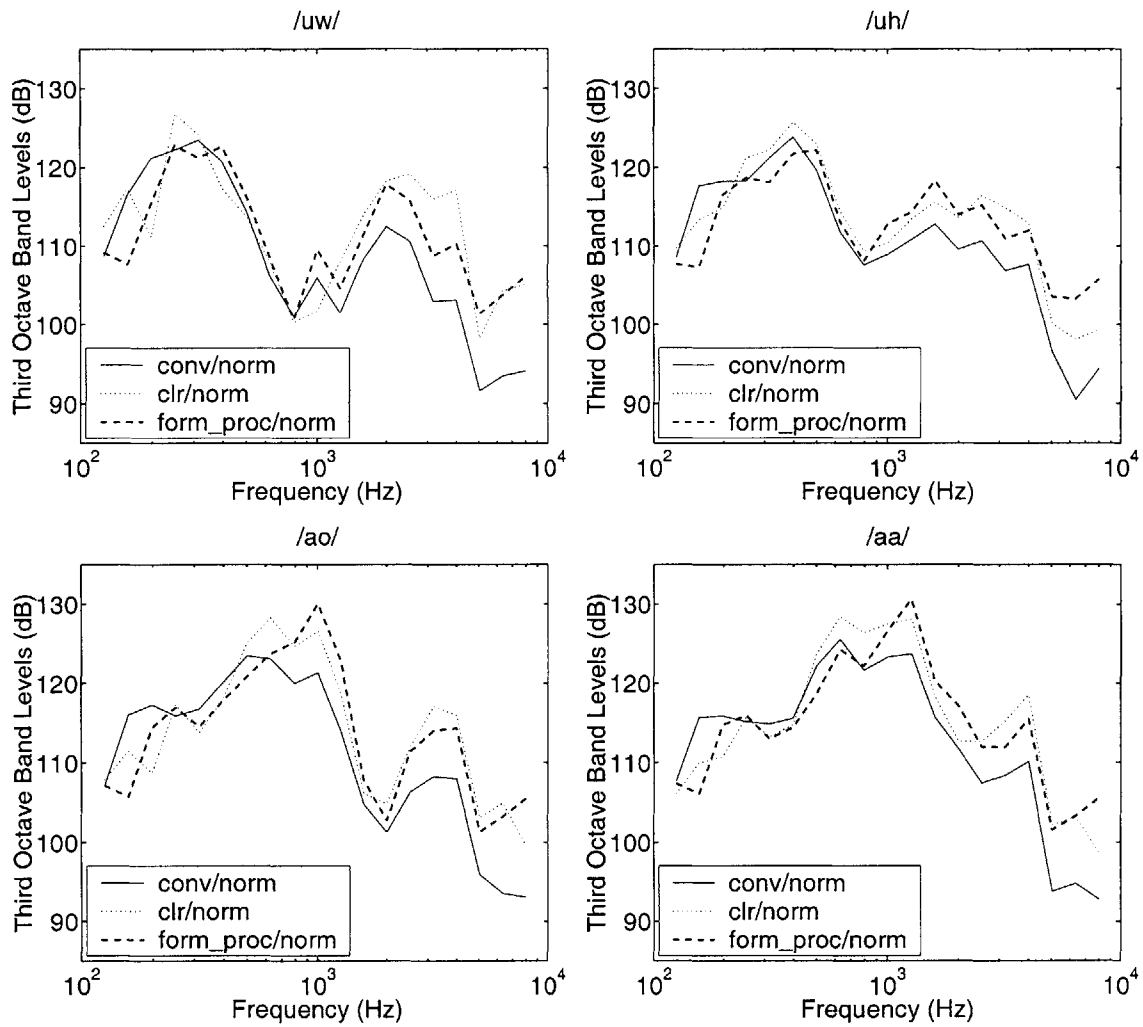 /uw/
Third Octave Band Levels (dB)
130
120
110
100
90
conv/norm
clr/norm
form_proc/norm
10^2
10^3
10^4
Frequency (Hz)
/uh/
Third Octave Band Levels (dB)
130
120
110
100
90
conv/norm
clr/norm
form_proc/norm
10^2
10^3
10^4
Frequency (Hz)
/ao/
Third Octave Band Levels (dB)
130
120
110
100
90
conv/norm
clr/norm
form_proc/norm
10^2
10^3
10^4
Frequency (Hz)
/aa/
Third Octave Band Levels (dB)
130
120
110
100
90
conv/norm
clr/norm
form_proc/norm
10^2
10^3
10^4
Frequency (Hz)